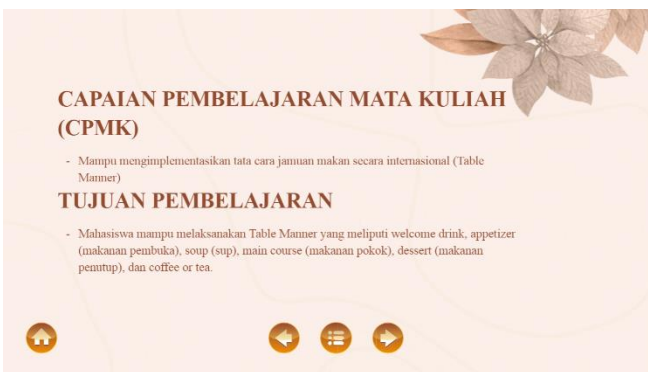 CAPAIAN PEMBELAJARAN MATA KULIAH
(CPMK)
- Mampu mengimplementasikan tata cara jamuan makan secara internasional (Table
Manner)
TUJUAN PEMBELAJARAN
- Mahasiswa mampu melaksanakan Table Manner yang meliputi welcome drink, appetizer
(makanan pembuka), soup (sup), main course (makanan pokok), dessert (makanan
penutup), dan coffee or tea.